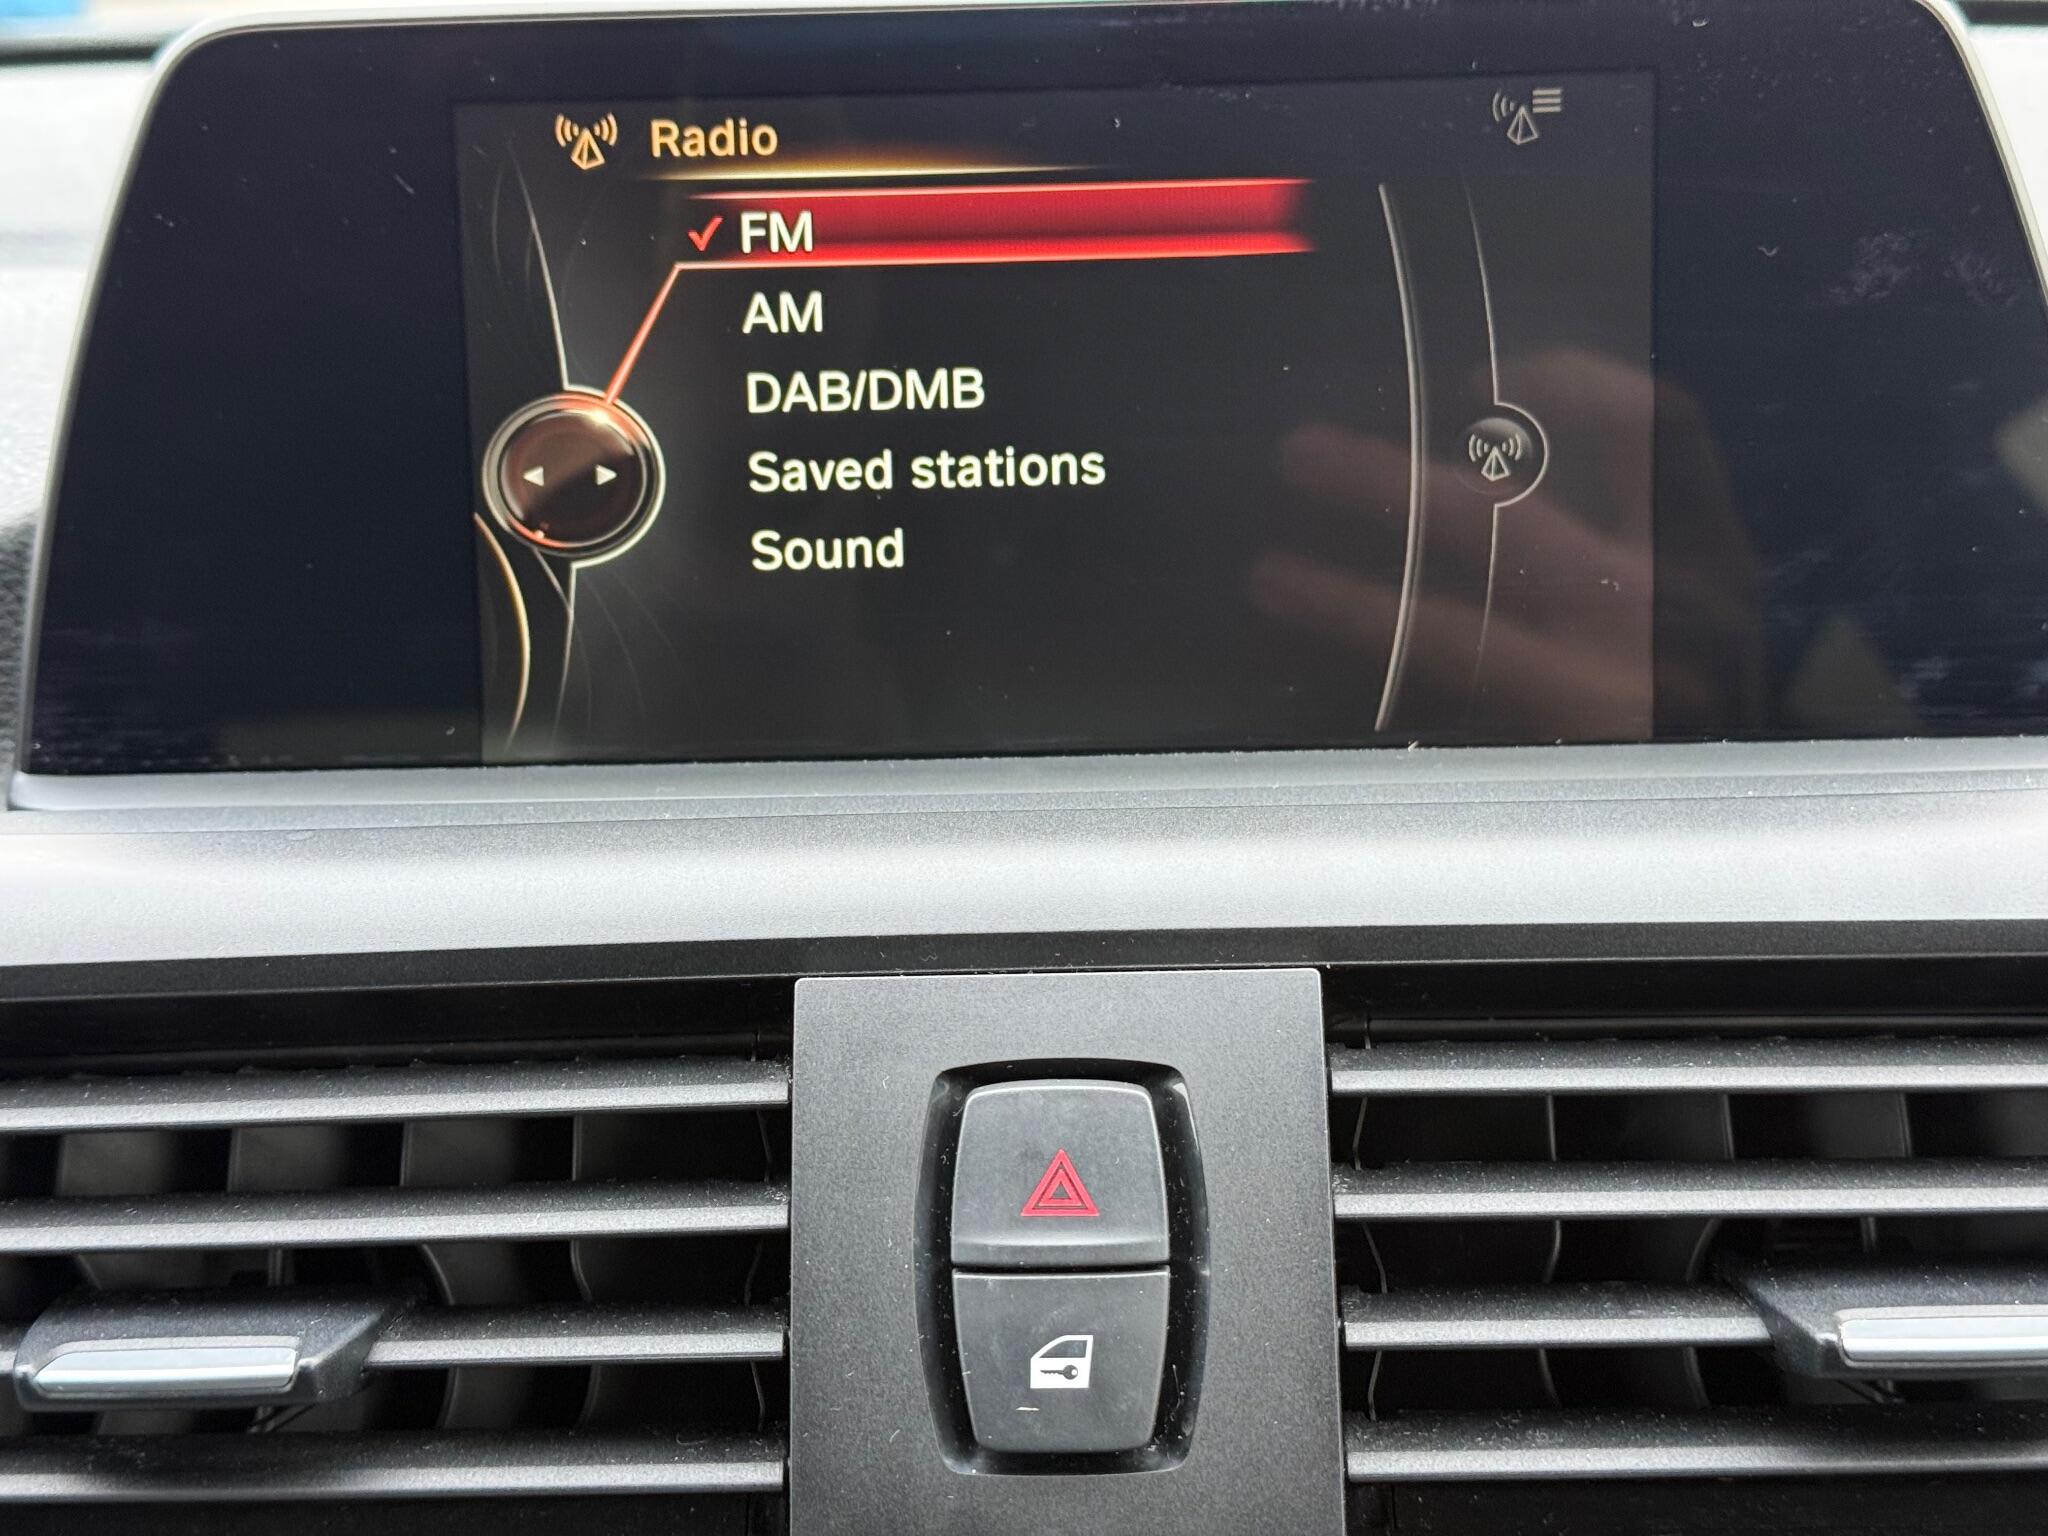 Radio
FM
AM
DAB/DMB
Saved stations
Sound